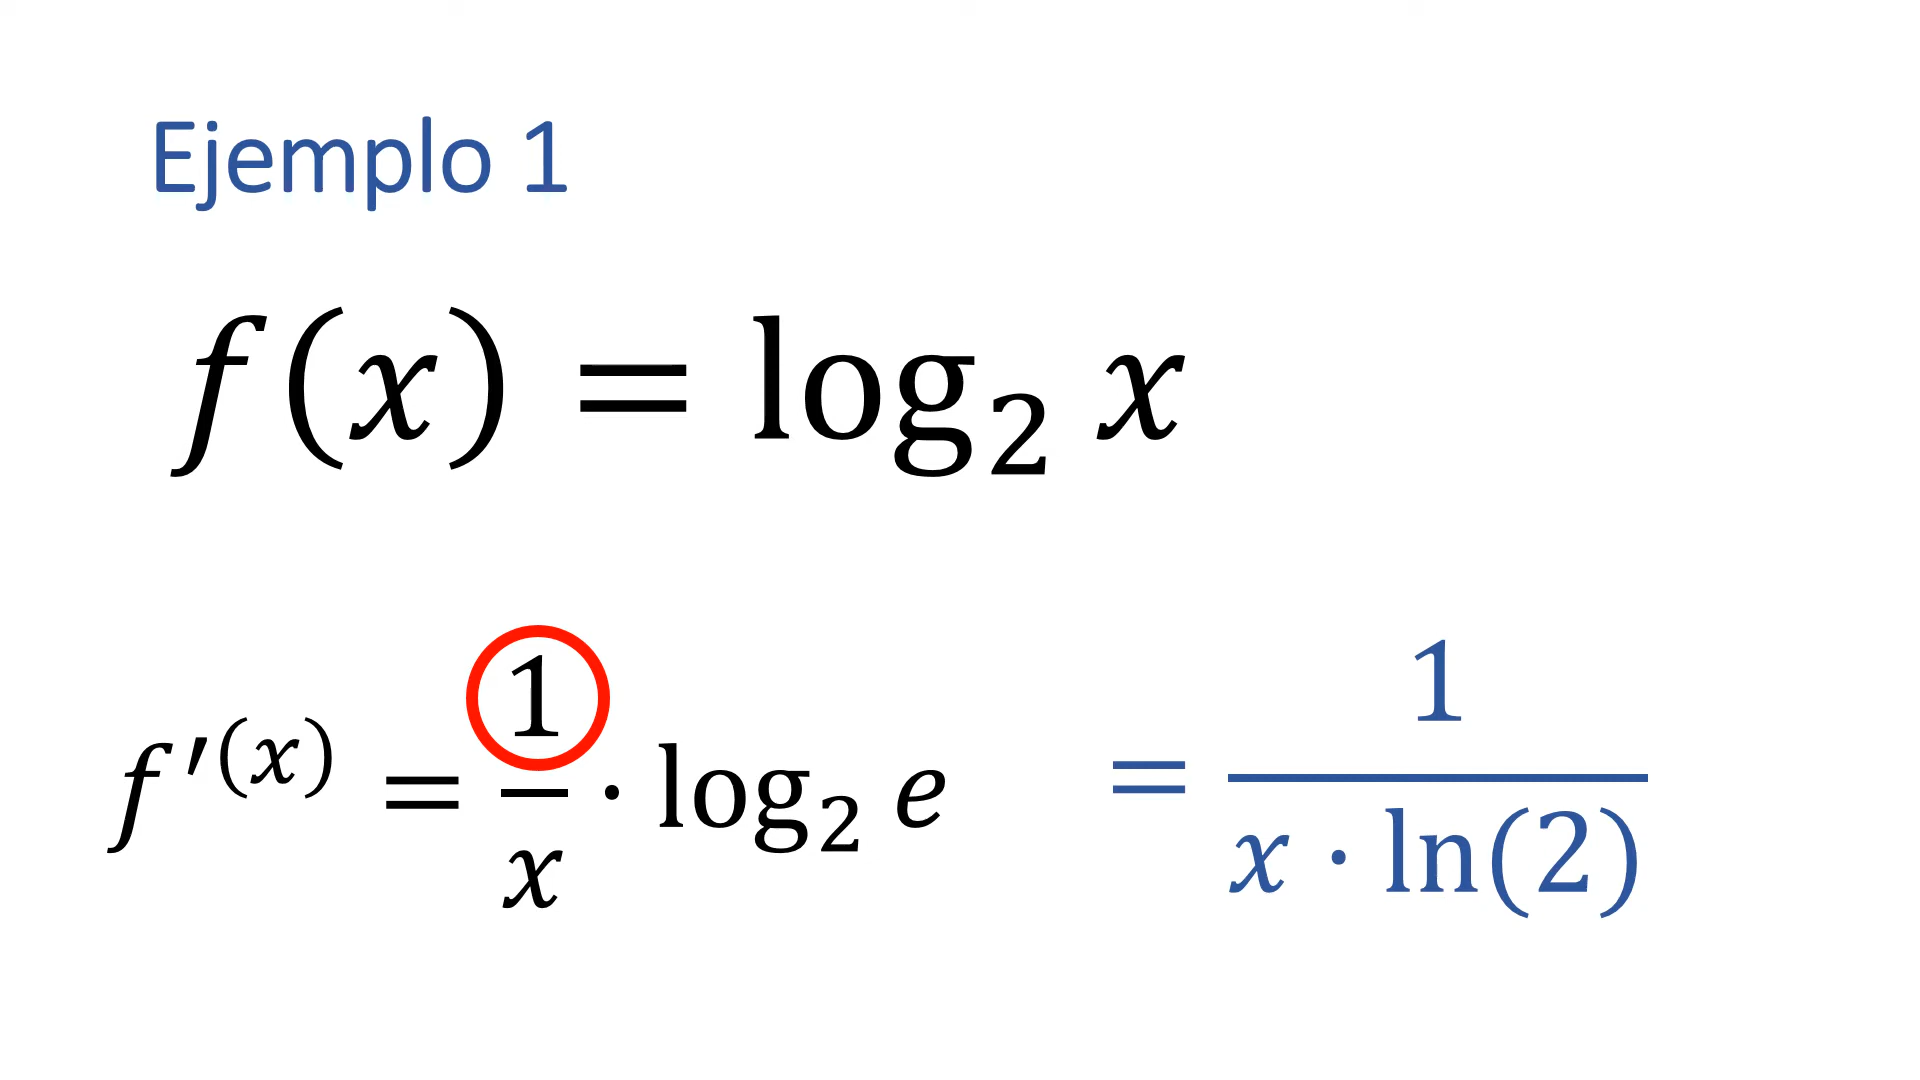 Ejemplo 1
f(x) = log₂ x
f′⁽ˣ⁾ = 1/x · log₂ e = 1/(x · ln(2))